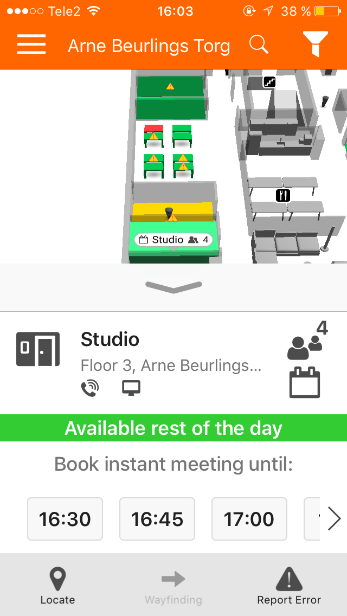 Tele2 16:03 38 %
Arne Beurlings Torg
Studio 4
Studio
4
Floor 3, Arne Beurlings...
Available rest of the day
Book instant meeting until:
16:30 16:45 17:00
Locate Wayfinding Report Error